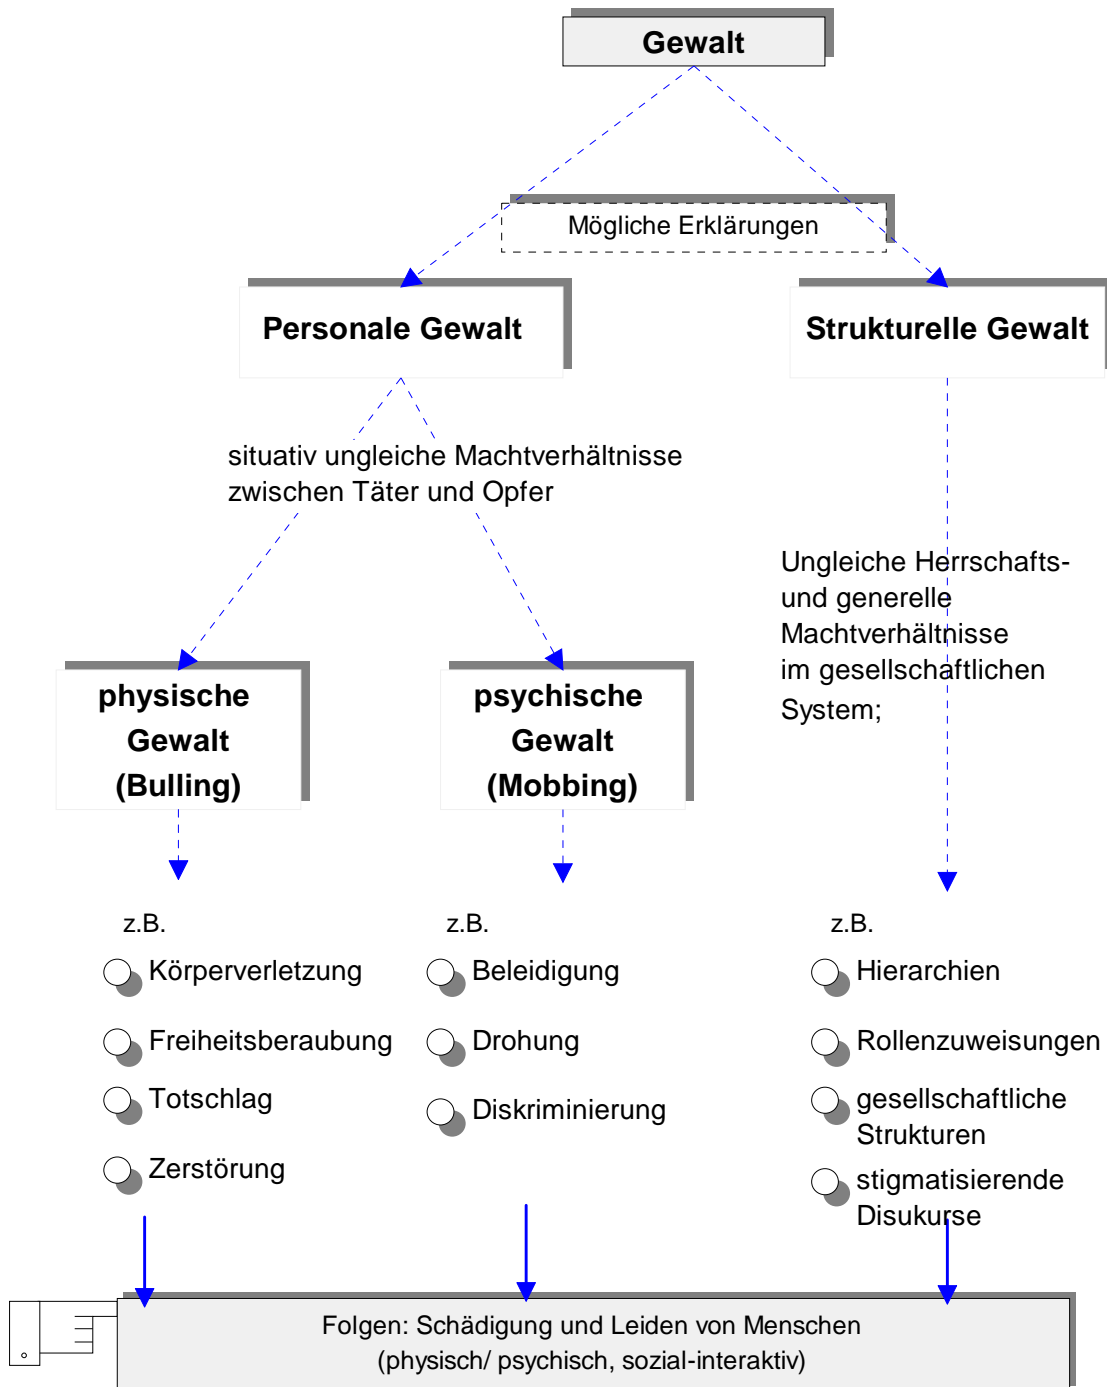 Gewalt
Mögliche Erklärungen
Personale Gewalt
Strukturelle Gewalt
situativ ungleiche Machtverhältnisse
zwischen Täter und Opfer
Ungleiche Herrschafts-
und generelle
Machtverhältnisse
im gesellschaftlichen
System;
physische
Gewalt
(Bulling)
psychische
Gewalt
(Mobbing)
z.B.
Körperverletzung
Freiheitsberaubung
Totschlag
Zerstörung
z.B.
Beleidigung
Drohung
Diskriminierung
z.B.
Hierarchien
Rollenzuweisungen
gesellschaftliche
Strukturen
stigmatisierende
Disukurse
Folgen: Schädigung und Leiden von Menschen
(physisch/ psychisch, sozial-interaktiv)